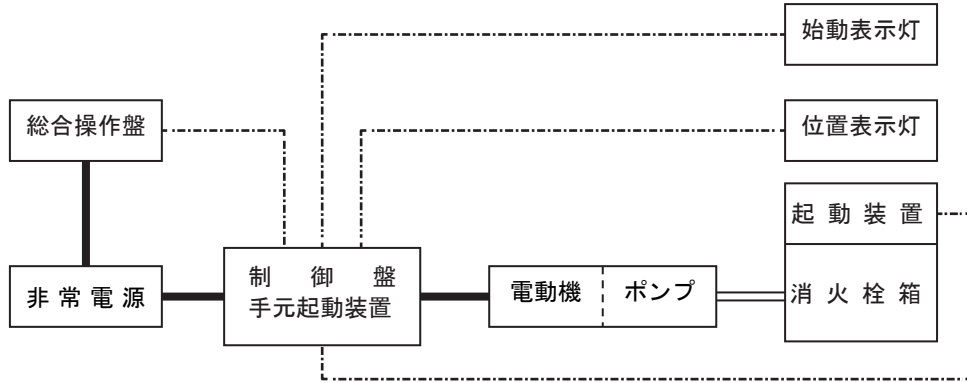 始動表示灯
総合操作盤
位置表示灯
起動装置
制御盤
手元起動装置
非常電源
電動機
ポンプ
消火栓箱